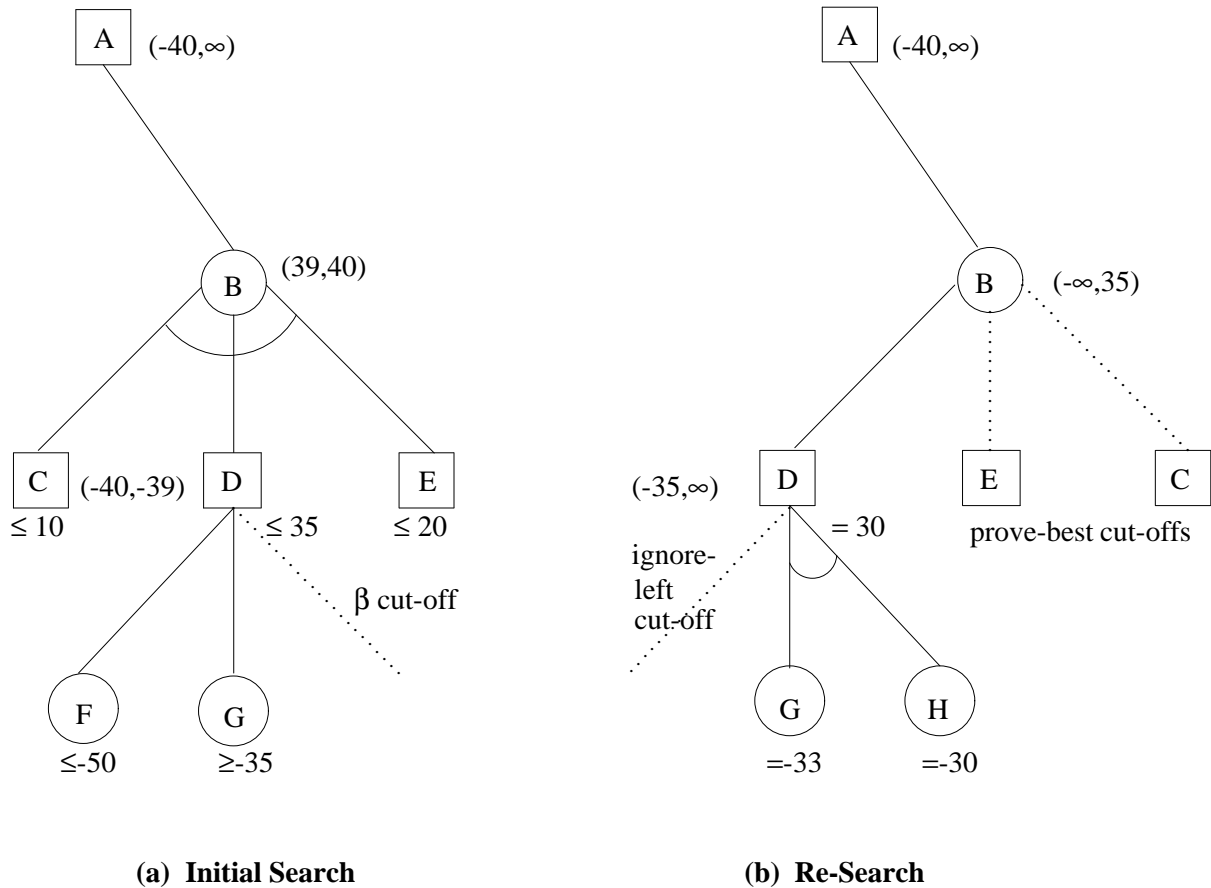 A (-40,∞)
B (39,40)
C
(-40,-39)
D
E
≤ 10
≤ 35
≤ 20
β cut-off
F
G
≤-50
≥-35
(a) Initial Search
A (-40,∞)
B (-∞,35)
(-35,∞)
D
E
C
= 30
prove-best cut-offs
ignore-
left
cut-off
G
H
=-33
=-30
(b) Re-Search